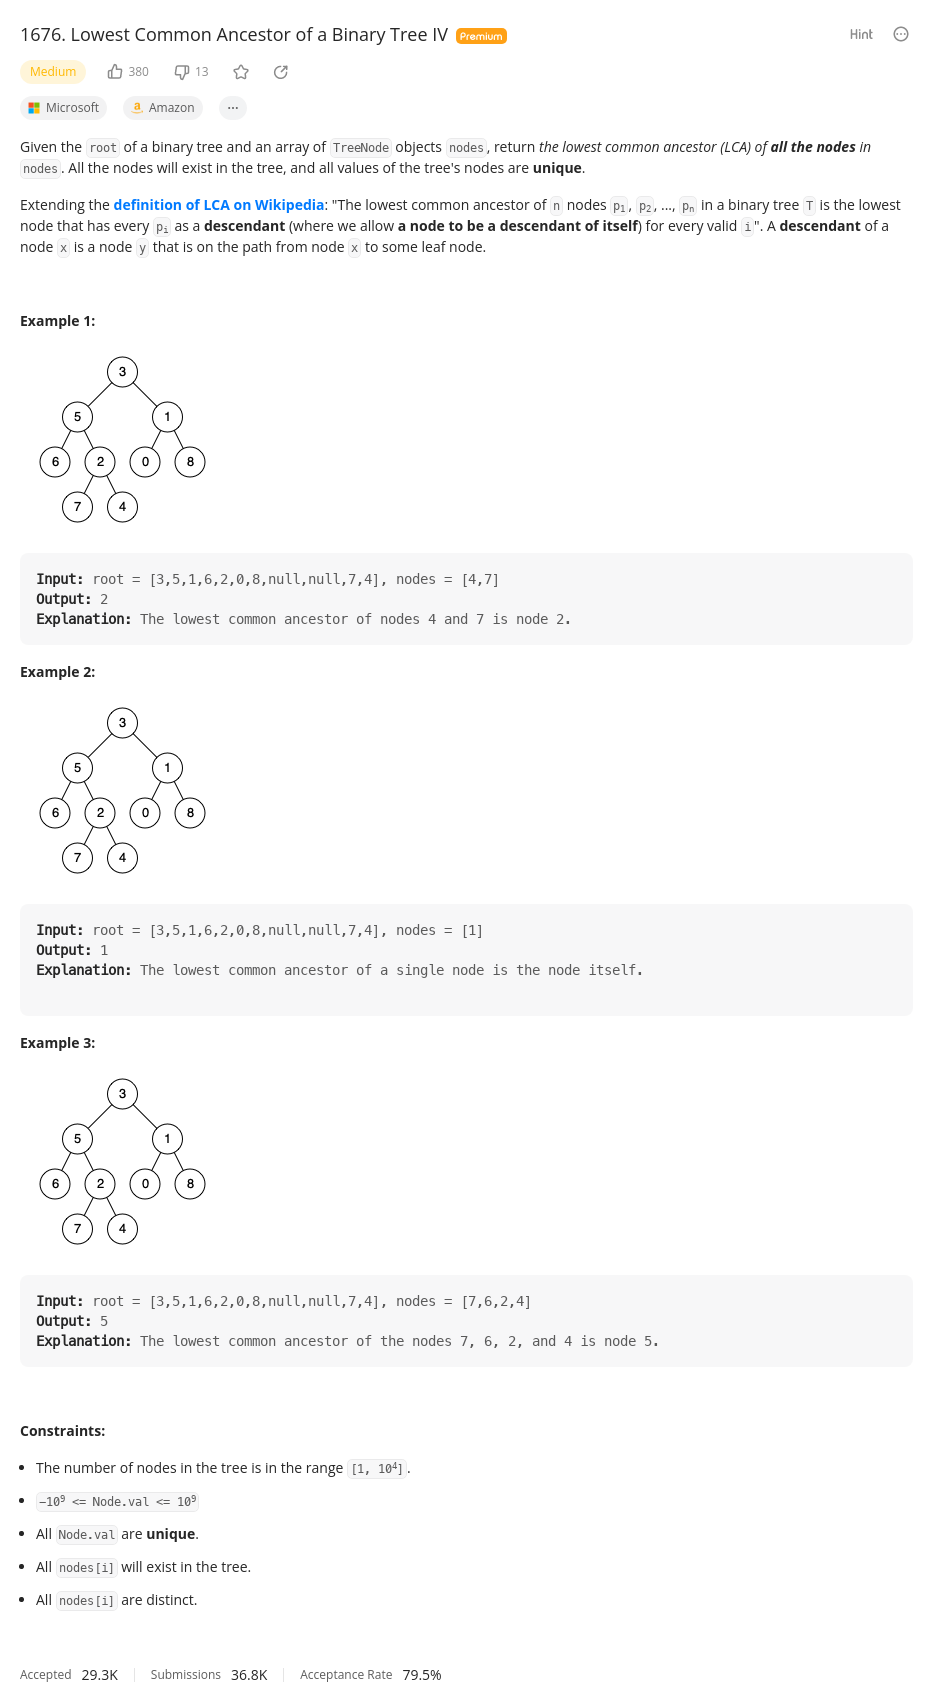 1676. Lowest Common Ancestor of a Binary Tree IV Premium Hint
Medium 380 13
Microsoft Amazon ...
Given the root of a binary tree and an array of TreeNode objects nodes, return the lowest common ancestor (LCA) of all the nodes in
nodes. All the nodes will exist in the tree, and all values of the tree's nodes are unique.
Extending the definition of LCA on Wikipedia: "The lowest common ancestor of n nodes p1, p2, ..., pn in a binary tree T is the lowest
node that has every pi as a descendant (where we allow a node to be a descendant of itself) for every valid i". A descendant of a
node x is a node y that is on the path from node x to some leaf node.
Example 1:
3
5 1
6 2 0 8
7 4
Input: root = [3,5,1,6,2,0,8,null,null,7,4], nodes = [4,7]
Output: 2
Explanation: The lowest common ancestor of nodes 4 and 7 is node 2.
Example 2:
3
5 1
6 2 0 8
7 4
Input: root = [3,5,1,6,2,0,8,null,null,7,4], nodes = [1]
Output: 1
Explanation: The lowest common ancestor of a single node is the node itself.
Example 3:
3
5 1
6 2 0 8
7 4
Input: root = [3,5,1,6,2,0,8,null,null,7,4], nodes = [7,6,2,4]
Output: 5
Explanation: The lowest common ancestor of the nodes 7, 6, 2, and 4 is node 5.
Constraints:
• The number of nodes in the tree is in the range [1, 10⁴].
• −10⁹ <= Node.val <= 10⁹
• All Node.val are unique.
• All nodes[i] will exist in the tree.
• All nodes[i] are distinct.
Accepted 29.3K Submissions 36.8K Acceptance Rate 79.5%